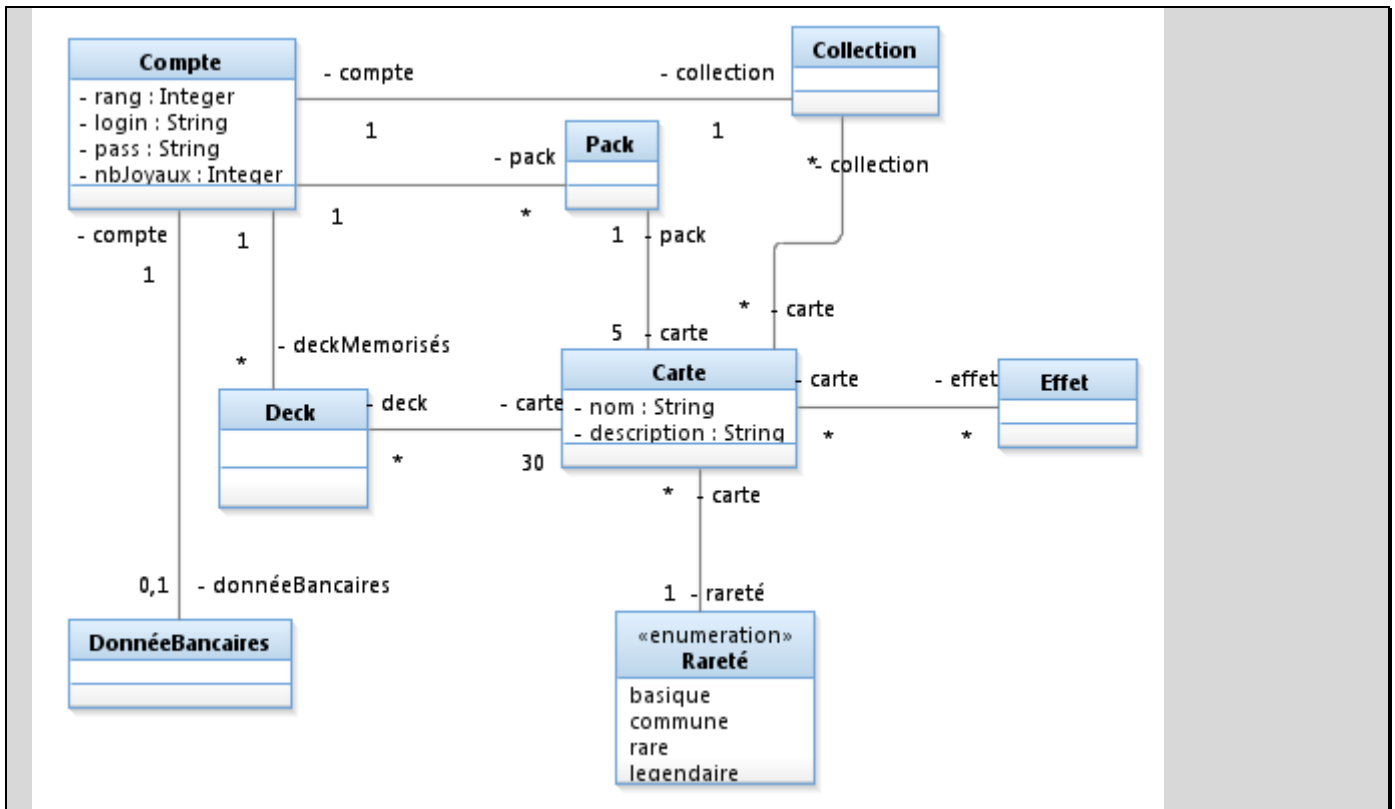 Compte
- rang : Integer
- login : String
- pass : String
- nbJoyaux : Integer
- compte
1
- collection
1
Collection
*- collection
- pack
1
*
Pack
1
- pack
- compte
1
1
- deckMemorisés
*
* - carte
5 - carte
Deck
- deck
*
- carte
30
Carte
- nom : String
- description : String
- carte
*
- effet
*
Effet
* - carte
0,1 - donnéeBancaires
DonnéeBancaires
1 - rareté
«enumeration»
Rareté
basique
commune
rare
legendaire